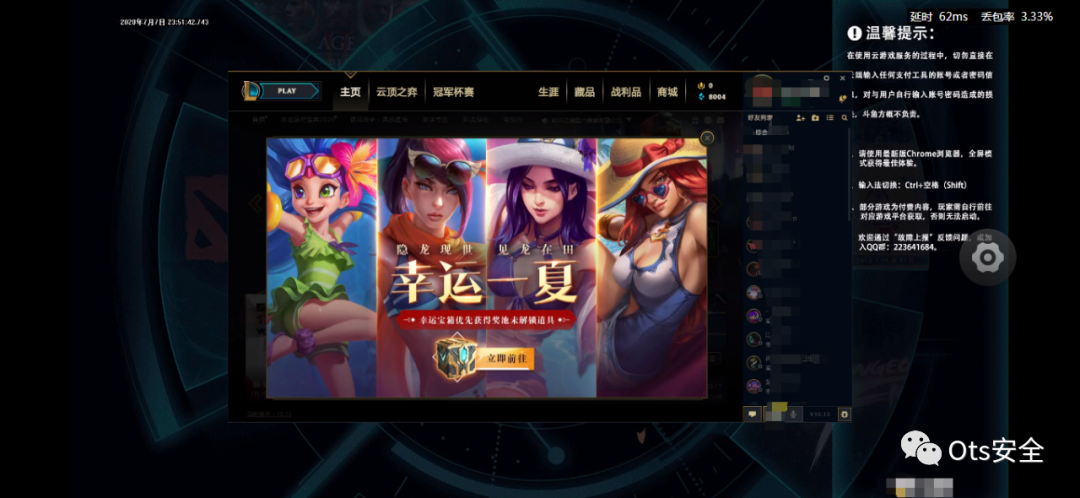 2020年7月7日 23:51:42.743
延时 62ms 丢包率 3.33%
温馨提示：
在使用云游戏服务的过程中，切勿直接在
输入任何支付工具的账号或者密码信
，对与用户自行输入账号密码造成的损
，斗鱼方概不负责。
请使用最新版Chrome浏览器，全屏模
式获得最佳体验。
输入法切换：Ctrl+空格（Shift）
部分游戏为付费内容，玩家需自行前往
对应游戏平台获取，否则无法启动。
欢迎通过“故障上报”反馈问题，或加
入QQ群：223641684。
PLAY
主页 云顶之弈 冠军杯赛 生涯 藏品 战利品 商城
0
8004
综合
隐龙现世 见龙在田
幸运一夏
幸运宝箱优先获得奖池未解锁道具
立即前往
V10.13
Ots安全